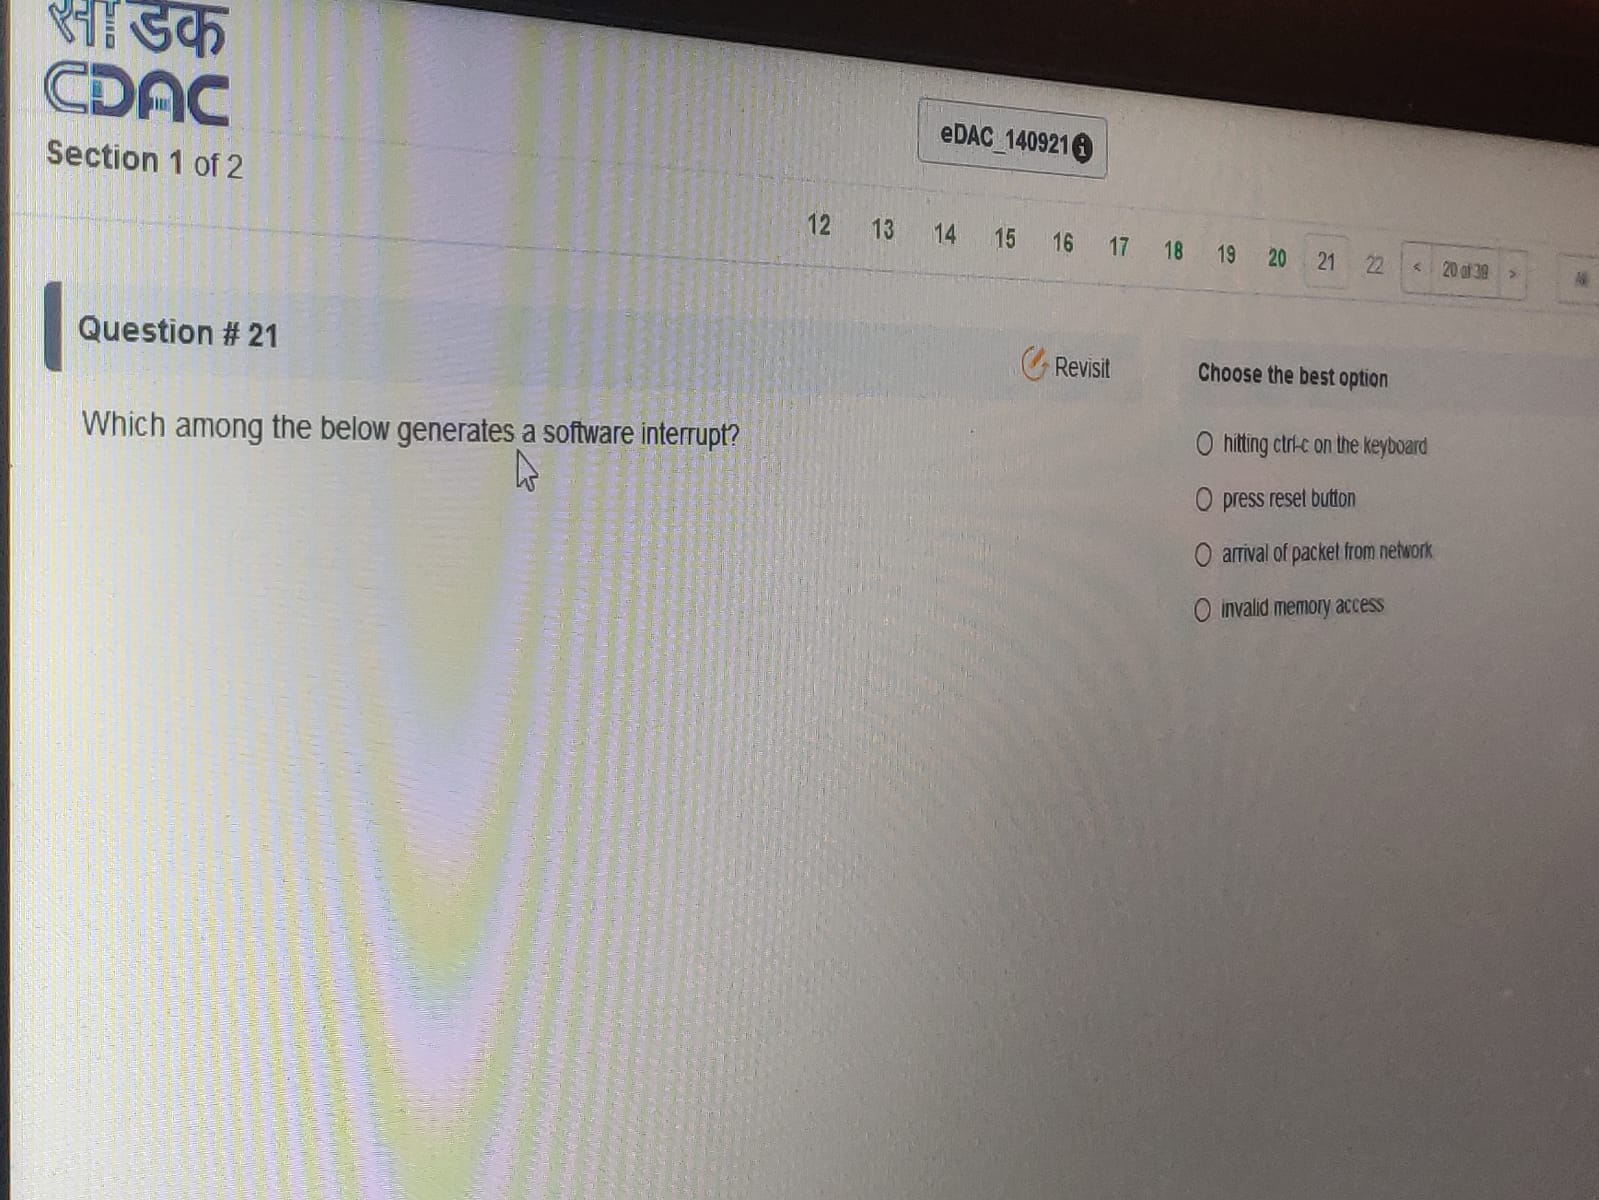 सी डैक
CDAC
Section 1 of 2
eDAC_140921
12 13 14 15 16 17 18 19 20 21 22 < 20 of 39 >
Question # 21
Revisit
Which among the below generates a software interrupt?
Choose the best option
hitting ctrl-c on the keyboard
press reset button
arrival of packet from network
invalid memory access